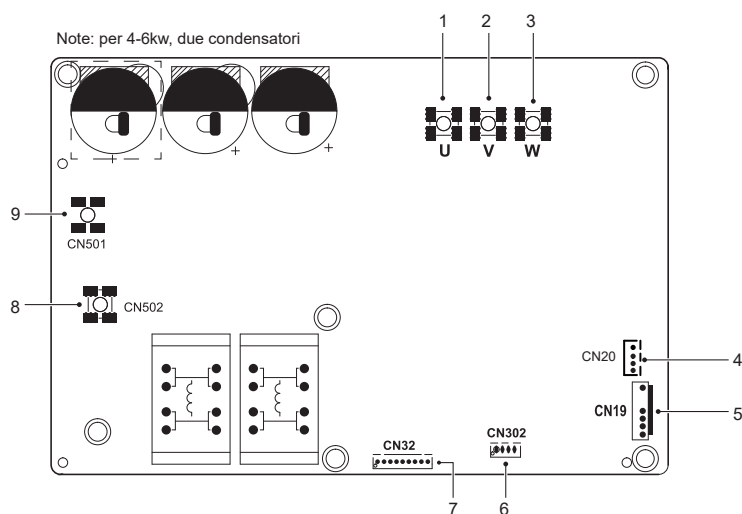 1 2 3
Note: per 4-6kw, due condensatori
U V W
9
CN501
8
CN502
CN20
4
CN19
5
CN32
CN302
7
6